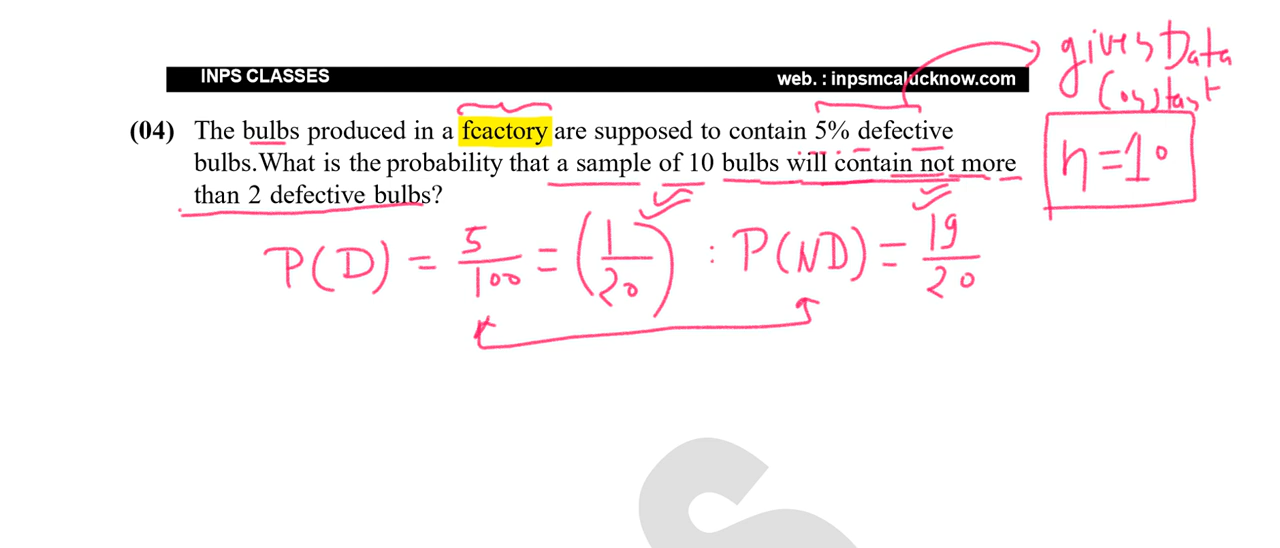 gives Data
Constant
INPS CLASSES web. : inpsmcalucknow.com
(04) The bulbs produced in a fcactory are supposed to contain 5% defective
bulbs.What is the probability that a sample of 10 bulbs will contain not more
than 2 defective bulbs?
n=10
P(D) = 5/100 = (1/20) : P(ND) = 19/20
S